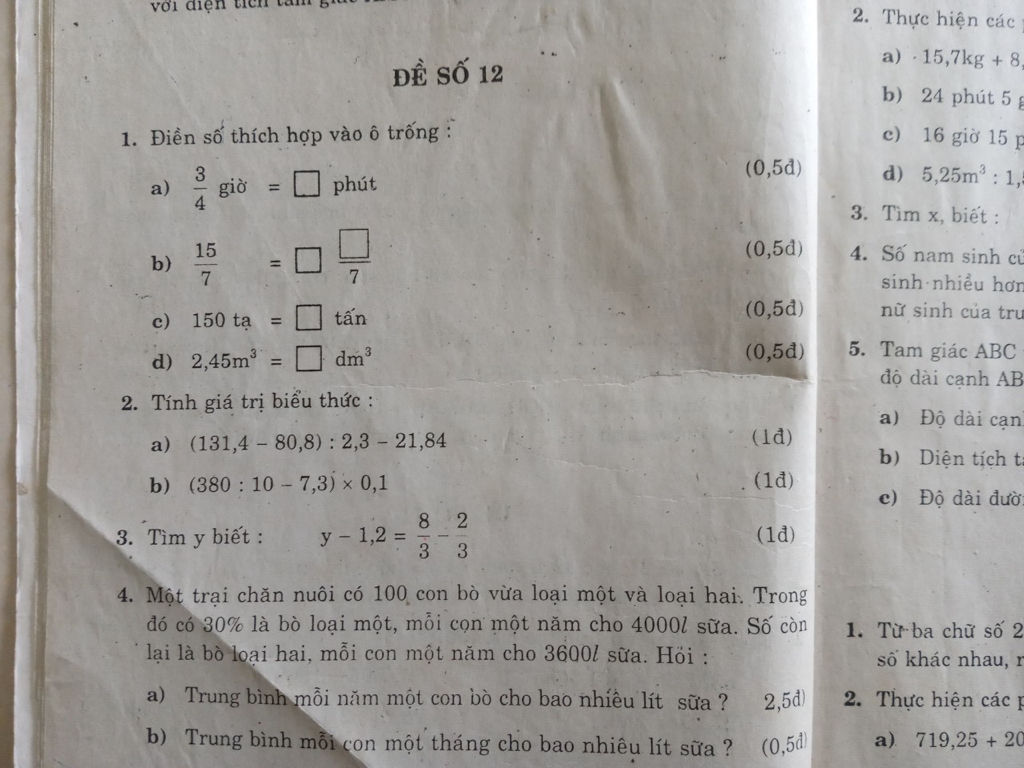 với diện tích tam giác
ĐỀ SỐ 12
1. Điền số thích hợp vào ô trống :
a) 3/4 giờ = □ phút (0,5đ)
b) 15/7 = □ □/7 (0,5đ)
c) 150 tạ = □ tấn (0,5đ)
d) 2,45m³ = □ dm³ (0,5đ)
2. Tính giá trị biểu thức :
a) (131,4 – 80,8) : 2,3 – 21,84 (1đ)
b) (380 : 10 – 7,3) × 0,1 (1đ)
3. Tìm y biết : y – 1,2 = 8/3 – 2/3 (1đ)
4. Một trại chăn nuôi có 100 con bò vừa loại một và loại hai. Trong
đó có 30% là bò loại một, mỗi con một năm cho 4000l sữa. Số còn
lại là bò loại hai, mỗi con một năm cho 3600l sữa. Hỏi :
a) Trung bình mỗi năm một con bò cho bao nhiêu lít sữa ? 2,5đ)
b) Trung bình mỗi con một tháng cho bao nhiêu lít sữa ? (0,5đ)
2. Thực hiện các
a) 15,7kg + 8,
b) 24 phút 5
c) 16 giờ 15
d) 5,25m³ : 1,
3. Tìm x, biết :
4. Số nam sinh
sinh nhiều hơn
nữ sinh của
5. Tam giác ABC
độ dài cạnh AB
a) Độ dài
b) Diện tích
c) Độ dài
1. Từ ba chữ số 2
số khác nhau,
2. Thực hiện các
a) 719,25 + 20